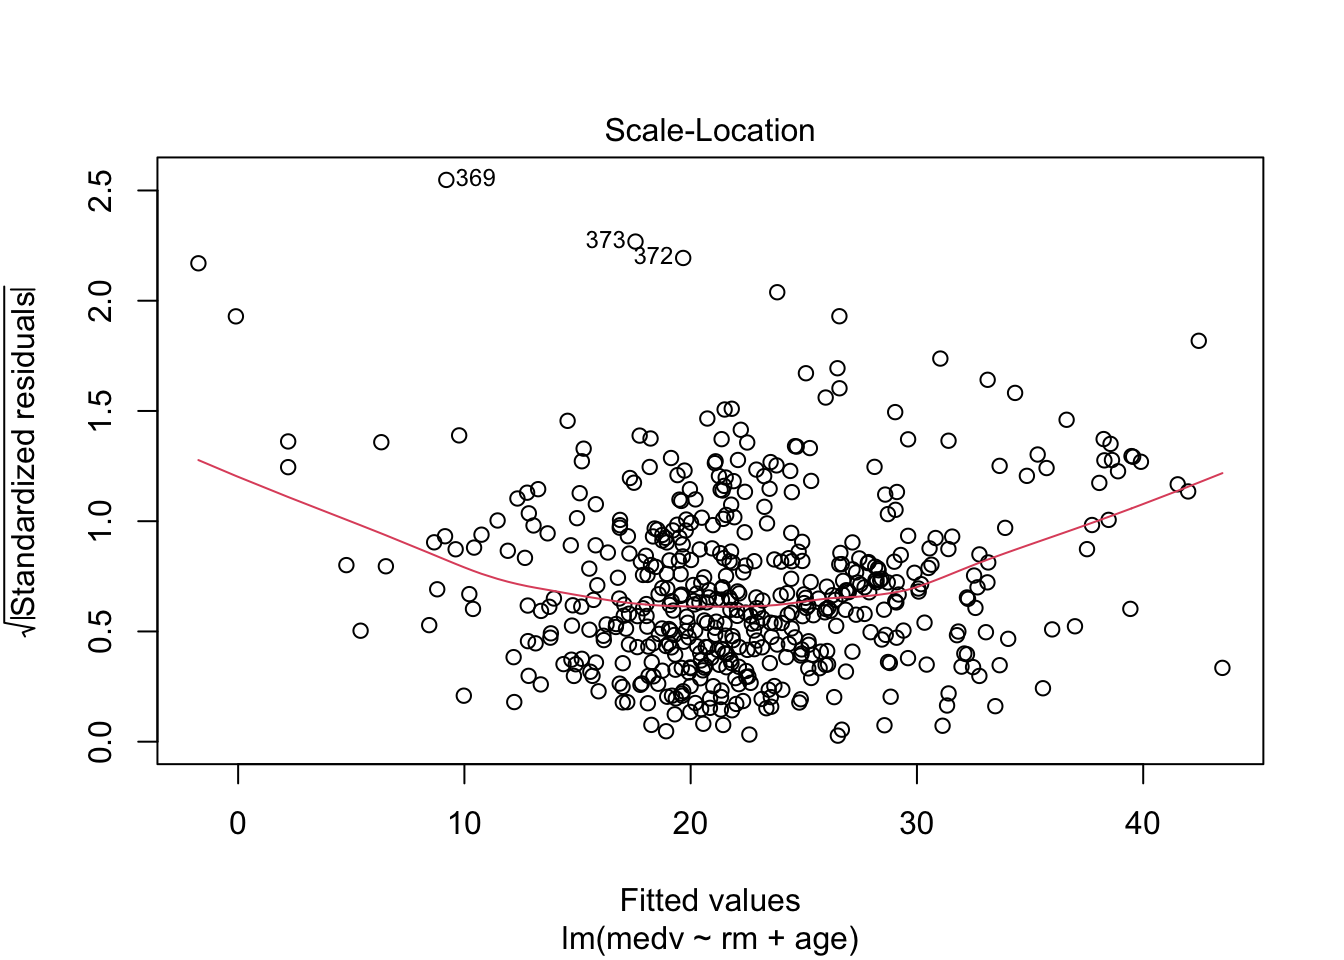 Scale-Location
√|Standardized residuals|
2.5
2.0
1.5
1.0
0.5
0.0
369
373
372
0 10 20 30 40
Fitted values
lm(medv ~ rm + age)